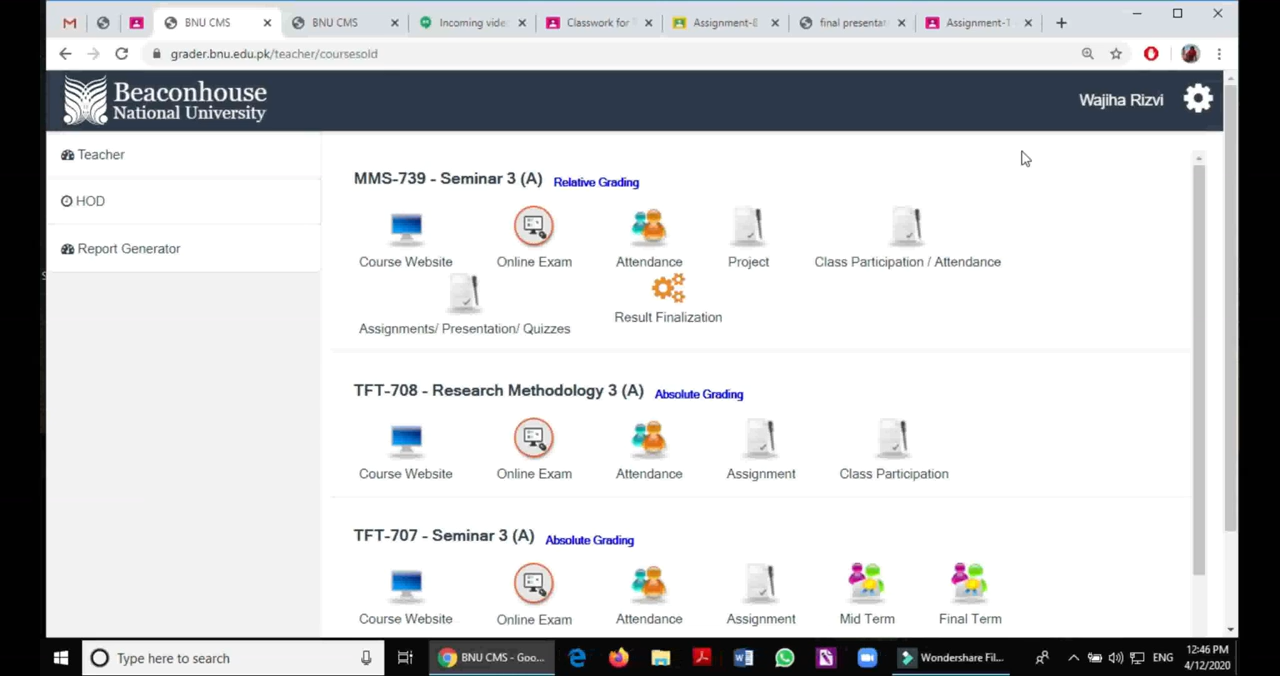 BNU CMS BNU CMS Incoming vide Classwork for Assignment- final presentat Assignment-1
grader.bnu.edu.pk/teacher/coursesold
Beaconhouse
National University
Wajiha Rizvi
Teacher
HOD
Report Generator
MMS-739 - Seminar 3 (A) Relative Grading
Course Website Online Exam Attendance Project Class Participation / Attendance
Assignments/ Presentation/ Quizzes Result Finalization
TFT-708 - Research Methodology 3 (A) Absolute Grading
Course Website Online Exam Attendance Assignment Class Participation
TFT-707 - Seminar 3 (A) Absolute Grading
Course Website Online Exam Attendance Assignment Mid Term Final Term
Type here to search BNU CMS - Goo... Wondershare Fil... ENG 12:46 PM
4/12/2020